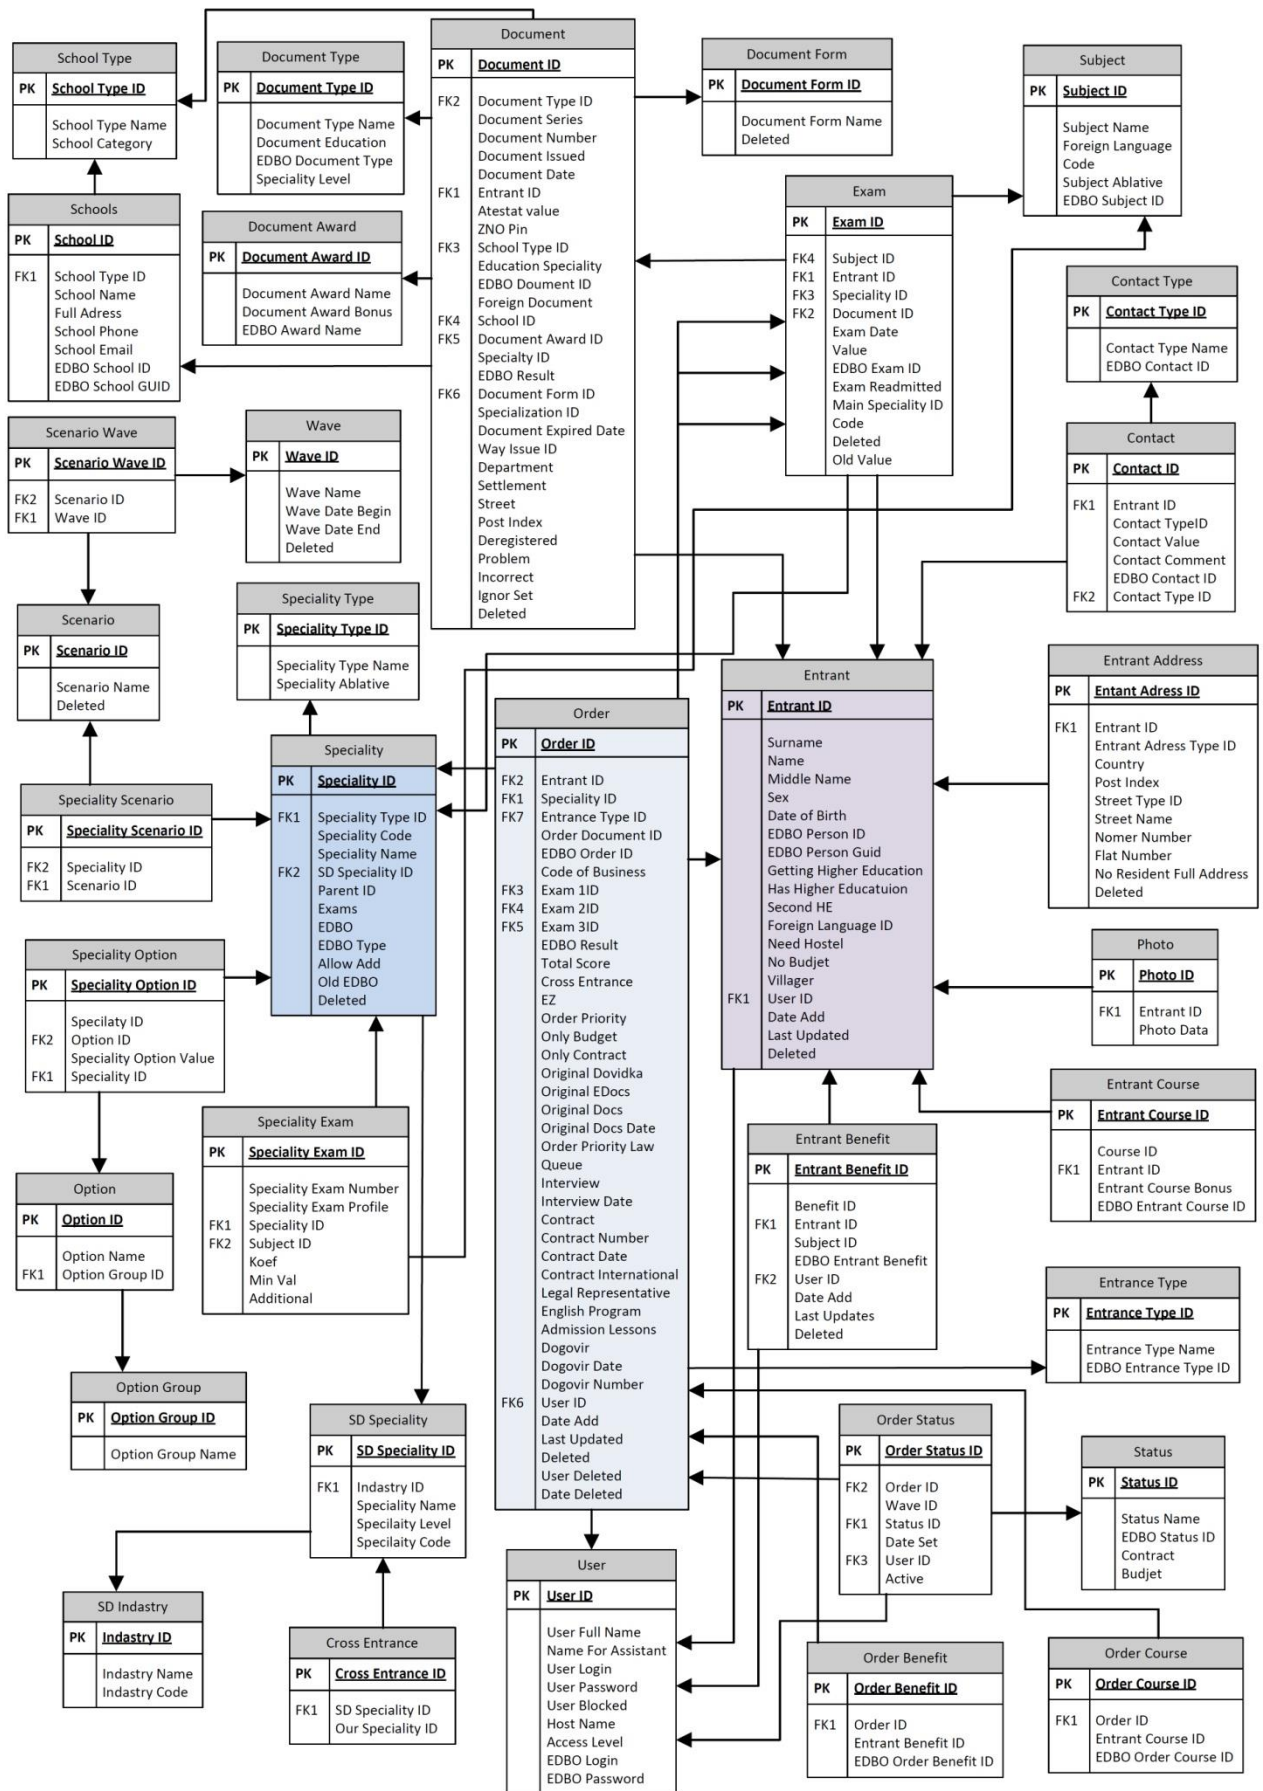 School Type
PK School Type ID
School Type Name
School Category
Document Type
PK Document Type ID
Document Type Name
Document Education
EDBO Document Type
Speciality Level
Document
PK Document ID
FK2 Document Type ID
Document Series
Document Number
Document Issued
Document Date
FK1 Entrant ID
Atestat value
ZNO Pin
FK3 School Type ID
Education Speciality
EDBO Doument ID
Foreign Document
FK4 School ID
FK5 Document Award ID
Specialty ID
EDBO Result
FK6 Document Form ID
Specialization ID
Document Expired Date
Way Issue ID
Department
Settlement
Street
Post Index
Deregistered
Problem
Incorrect
Ignor Set
Deleted
Document Form
PK Document Form ID
Document Form Name
Deleted
Subject
PK Subject ID
Subject Name
Foreign Language
Code
Subject Ablative
EDBO Subject ID
Schools
PK School ID
FK1 School Type ID
School Name
Full Adress
School Phone
School Email
EDBO School ID
EDBO School GUID
Document Award
PK Document Award ID
Document Award Name
Document Award Bonus
EDBO Award Name
Exam
PK Exam ID
FK4 Subject ID
FK1 Entrant ID
FK3 Speciality ID
FK2 Document ID
Exam Date
Value
EDBO Exam ID
Exam Readmitted
Main Speciality ID
Code
Deleted
Old Value
Contact Type
PK Contact Type ID
Contact Type Name
EDBO Contact ID
Scenario Wave
PK Scenario Wave ID
FK2 Scenario ID
FK1 Wave ID
Wave
PK Wave ID
Wave Name
Wave Date Begin
Wave Date End
Deleted
Contact
PK Contact ID
FK1 Entrant ID
Contact TypeID
Contact Value
Contact Comment
EDBO Contact ID
FK2 Contact Type ID
Scenario
PK Scenario ID
Scenario Name
Deleted
Speciality Type
PK Speciality Type ID
Speciality Type Name
Speciality Ablative
Entrant
PK Entrant ID
Surname
Name
Middle Name
Sex
Date of Birth
EDBO Person ID
EDBO Person Guid
Getting Higher Education
Has Higher Educatuion
Second HE
Foreign Language ID
Need Hostel
No Budjet
Villager
FK1 User ID
Date Add
Last Updated
Deleted
Entrant Address
PK Entant Adress ID
FK1 Entrant ID
Entrant Adress Type ID
Country
Post Index
Street Type ID
Street Name
Nomer Number
Flat Number
No Resident Full Address
Deleted
Speciality Scenario
PK Speciality Scenario ID
FK2 Speciality ID
FK1 Scenario ID
Speciality
PK Speciality ID
FK1 Speciality Type ID
Speciality Code
Speciality Name
FK2 SD Speciality ID
Parent ID
Exams
EDBO
EDBO Type
Allow Add
Old EDBO
Deleted
Order
PK Order ID
FK2 Entrant ID
FK1 Speciality ID
FK7 Entrance Type ID
Order Document ID
EDBO Order ID
Code of Business
FK3 Exam 1ID
FK4 Exam 2ID
FK5 Exam 3ID
EDBO Result
Total Score
Cross Entrance
EZ
Order Priority
Only Budget
Only Contract
Original Dovidka
Original EDocs
Original Docs
Original Docs Date
Order Priority Law
Queue
Interview
Interview Date
Contract
Contract Number
Contract Date
Contract International
Legal Representative
English Program
Admission Lessons
Dogovir
Dogovir Date
Dogovir Number
FK6 User ID
Date Add
Last Updated
Deleted
User Deleted
Date Deleted
Photo
PK Photo ID
FK1 Entrant ID
Photo Data
Speciality Option
PK Speciality Option ID
Specilaty ID
FK2 Option ID
Speciality Option Value
FK1 Speciality ID
Speciality Exam
PK Speciality Exam ID
Speciality Exam Number
Speciality Exam Profile
FK1 Speciality ID
FK2 Subject ID
Koef
Min Val
Additional
Entrant Benefit
PK Entrant Benefit ID
Benefit ID
FK1 Entrant ID
Subject ID
EDBO Entrant Benefit
FK2 User ID
Date Add
Last Updates
Deleted
Entrant Course
PK Entrant Course ID
Course ID
FK1 Entrant ID
Entrant Course Bonus
EDBO Entrant Course ID
Option
PK Option ID
Option Name
FK1 Option Group ID
Entrance Type
PK Entrance Type ID
Entrance Type Name
EDBO Entrance Type ID
Option Group
PK Option Group ID
Option Group Name
SD Speciality
PK SD Speciality ID
FK1 Indastry ID
Speciality Name
Specilaity Level
Specilaity Code
Order Status
PK Order Status ID
FK2 Order ID
Wave ID
FK1 Status ID
Date Set
FK3 User ID
Active
Status
PK Status ID
Status Name
EDBO Status ID
Contract
Budjet
User
PK User ID
User Full Name
Name For Assistant
User Login
User Password
User Blocked
Host Name
Access Level
EDBO Login
EDBO Password
SD Indastry
PK Indastry ID
Indastry Name
Indastry Code
Cross Entrance
PK Cross Entrance ID
FK1 SD Speciality ID
Our Speciality ID
Order Benefit
PK Order Benefit ID
FK1 Order ID
Entrant Benefit ID
EDBO Order Benefit ID
Order Course
PK Order Course ID
FK1 Order ID
Entrant Course ID
EDBO Order Course ID